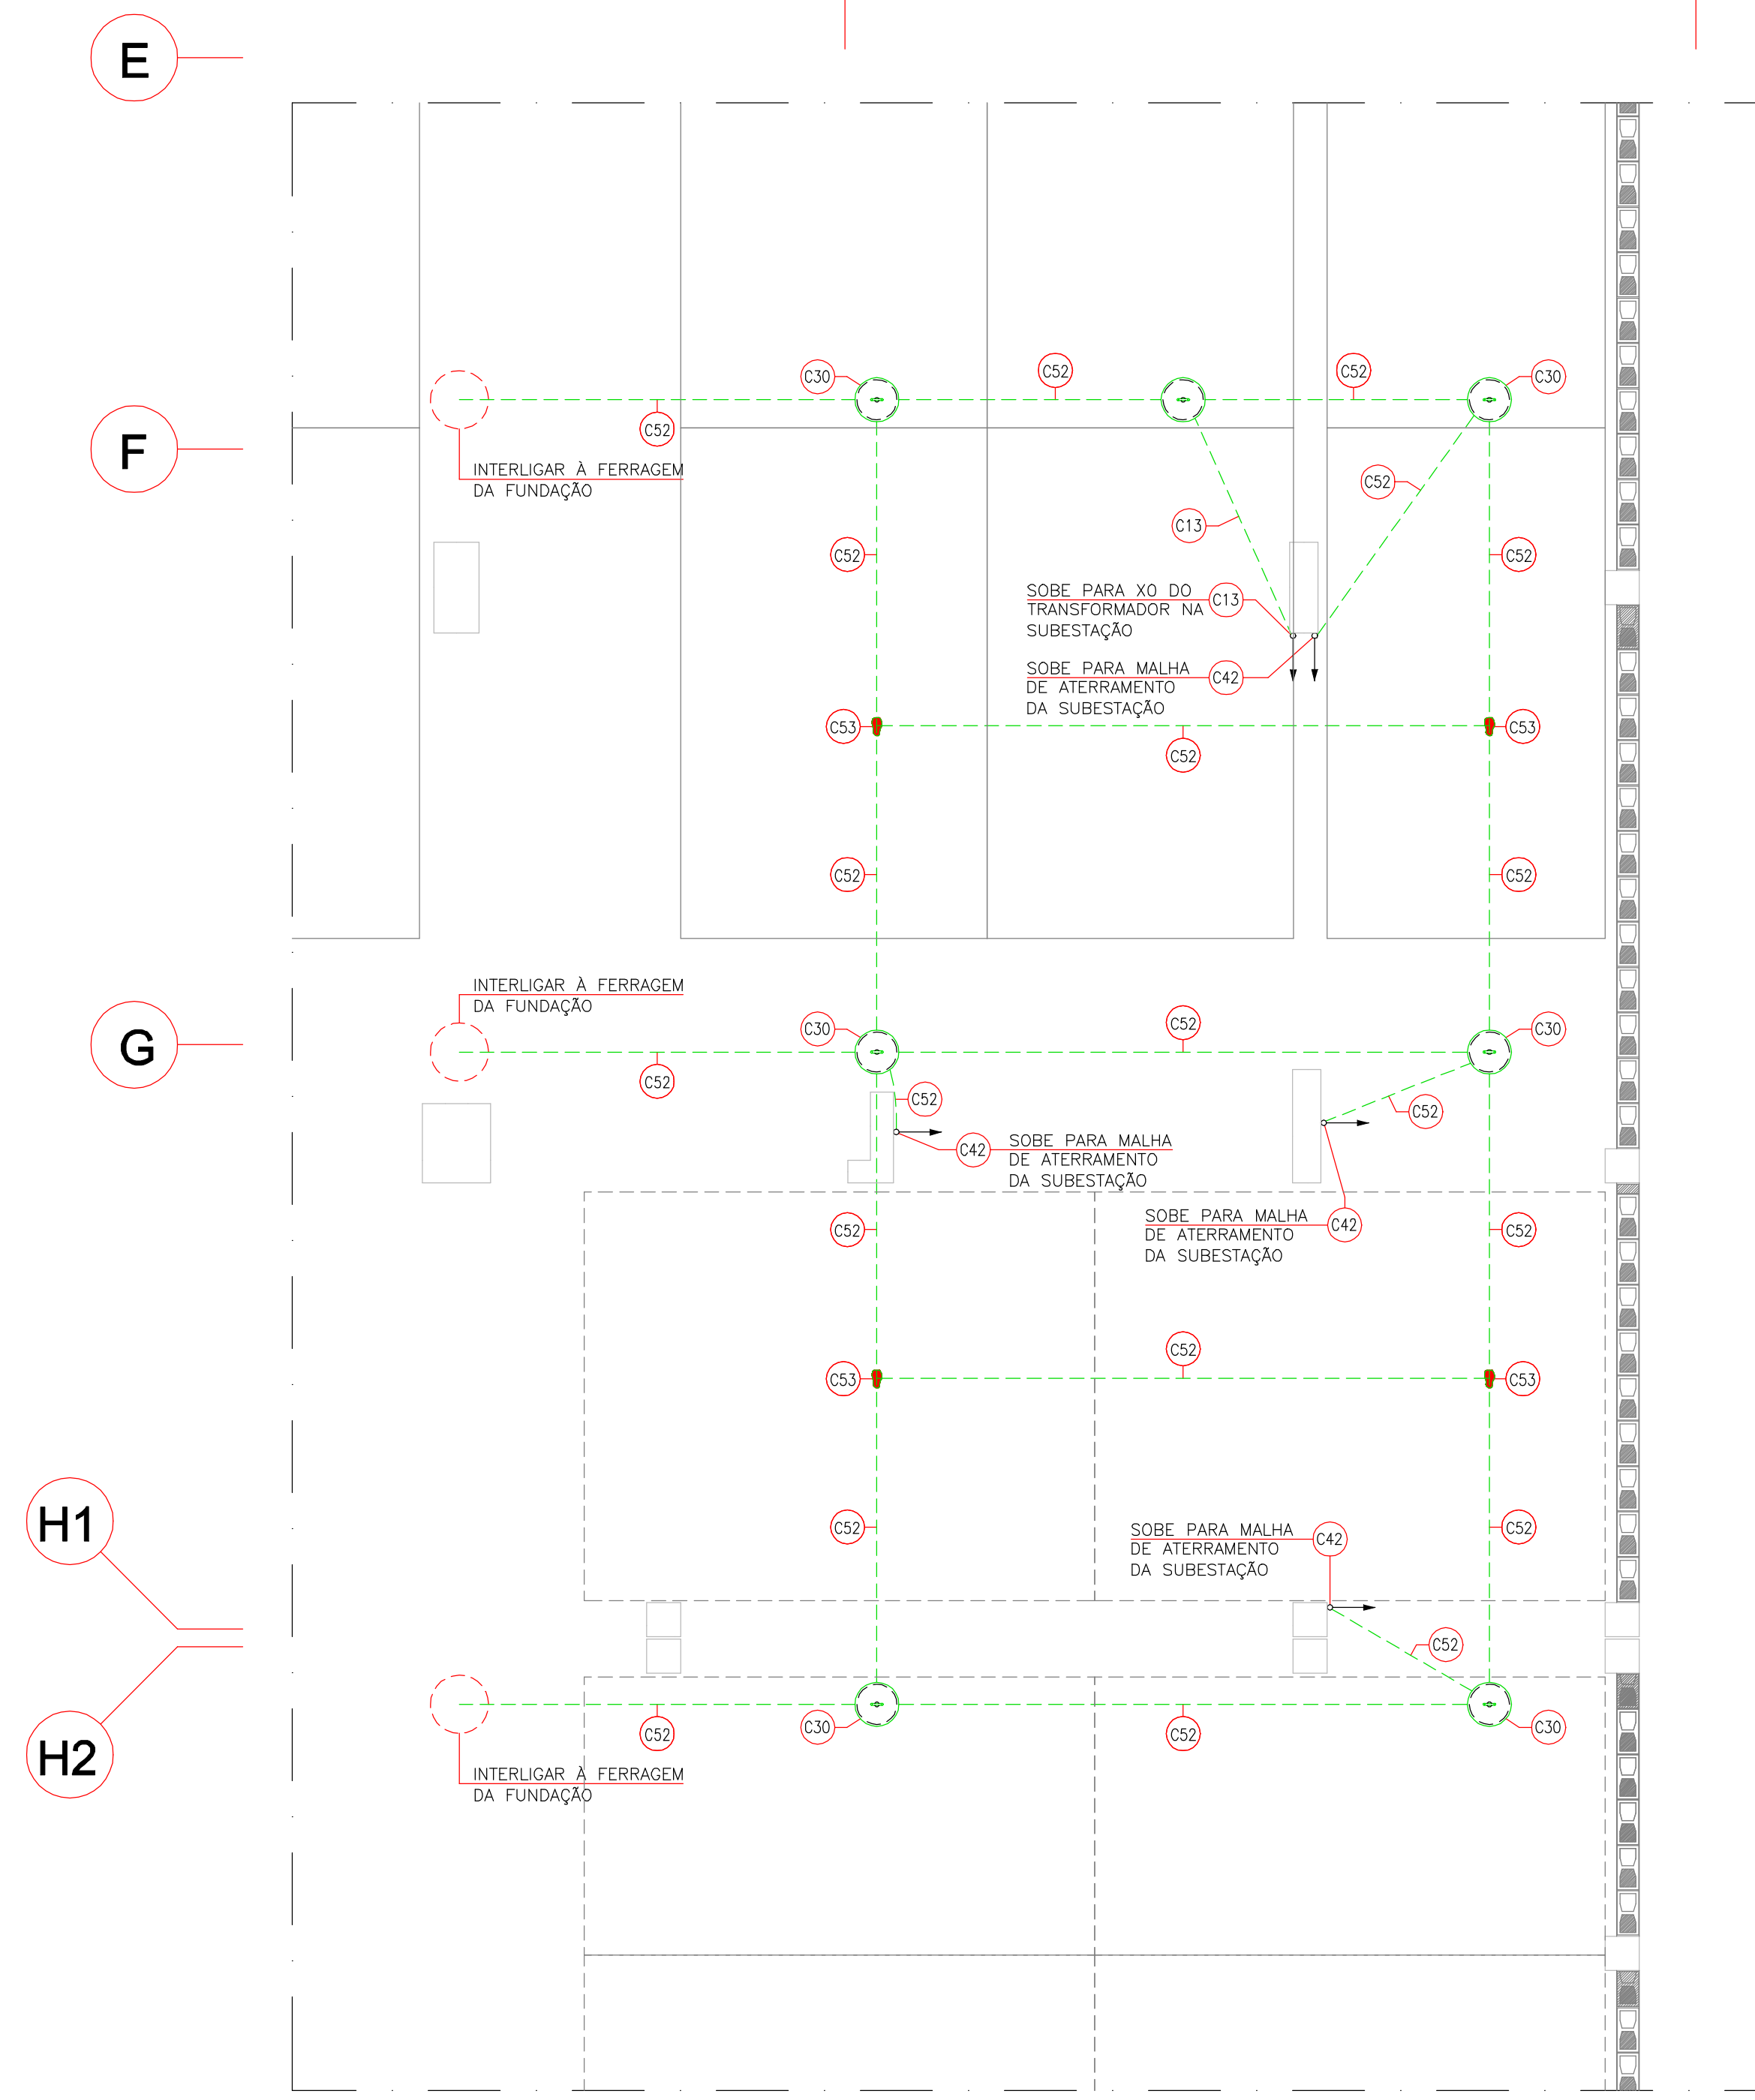 E
C30
C52
C52
C30
C52
F
INTERLIGAR À FERRAGEM
DA FUNDAÇÃO
C52
C13
C52
C52
SOBE PARA X0 DO
TRANSFORMADOR NA
SUBESTAÇÃO
C13
SOBE PARA MALHA
DE ATERRAMENTO
DA SUBESTAÇÃO
C42
C53
C53
C52
C52
C52
INTERLIGAR À FERRAGEM
DA FUNDAÇÃO
C30
C52
C30
G
C52
C52
C52
C42
SOBE PARA MALHA
DE ATERRAMENTO
DA SUBESTAÇÃO
C52
SOBE PARA MALHA
DE ATERRAMENTO
DA SUBESTAÇÃO
C42
C52
C52
C53
C53
H1
C52
SOBE PARA MALHA
DE ATERRAMENTO
DA SUBESTAÇÃO
C42
C52
C52
C52
C30
C52
C30
H2
INTERLIGAR À FERRAGEM
DA FUNDAÇÃO